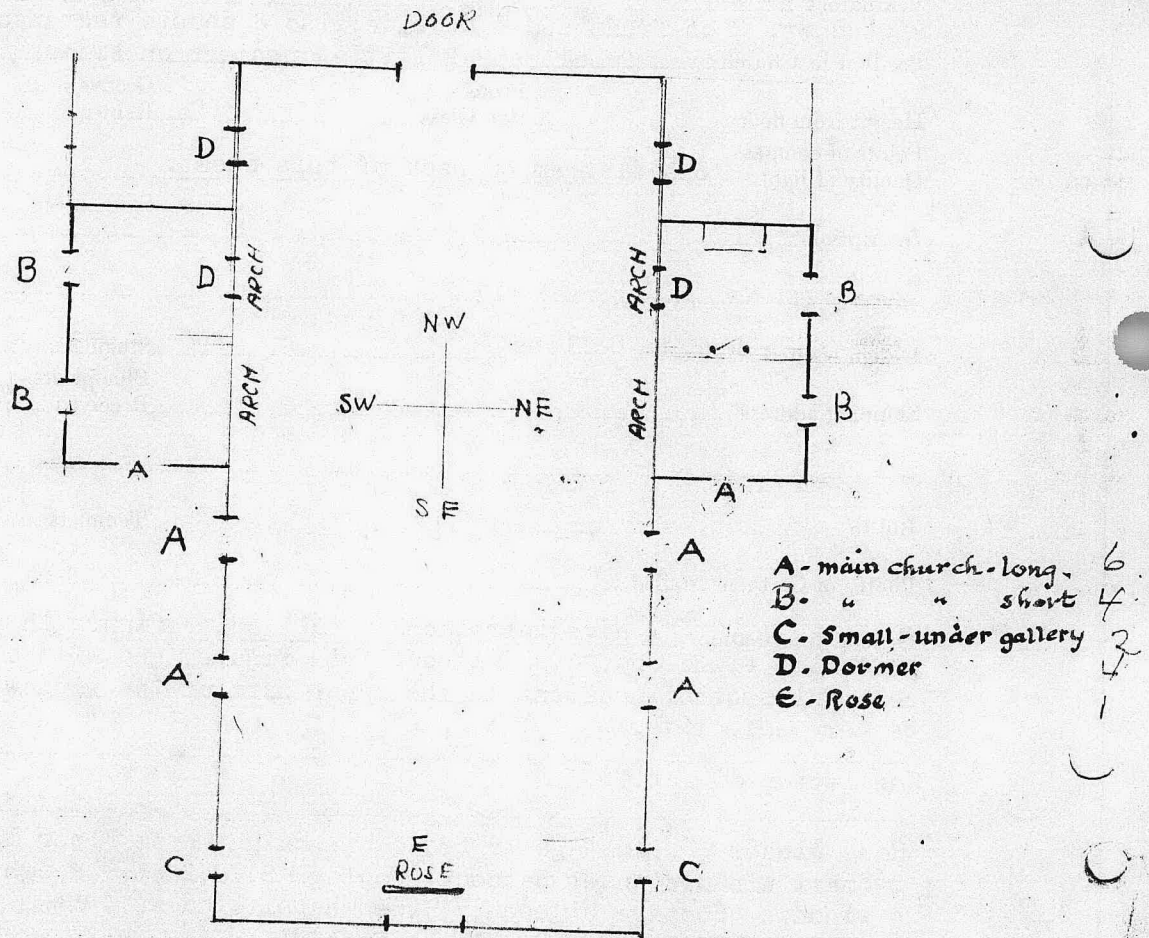 DOOR
D
D
B
D
ARCH
ARCH
D
B
NW
B
ARCH
SW
NE
ARCH
B
A
SE
A
A
A
A - main church - long. 6
B - " " short 4
C. Small - under gallery 2
D. Dormer 4
E - Rose 1
A
A
C
E
ROSE
C